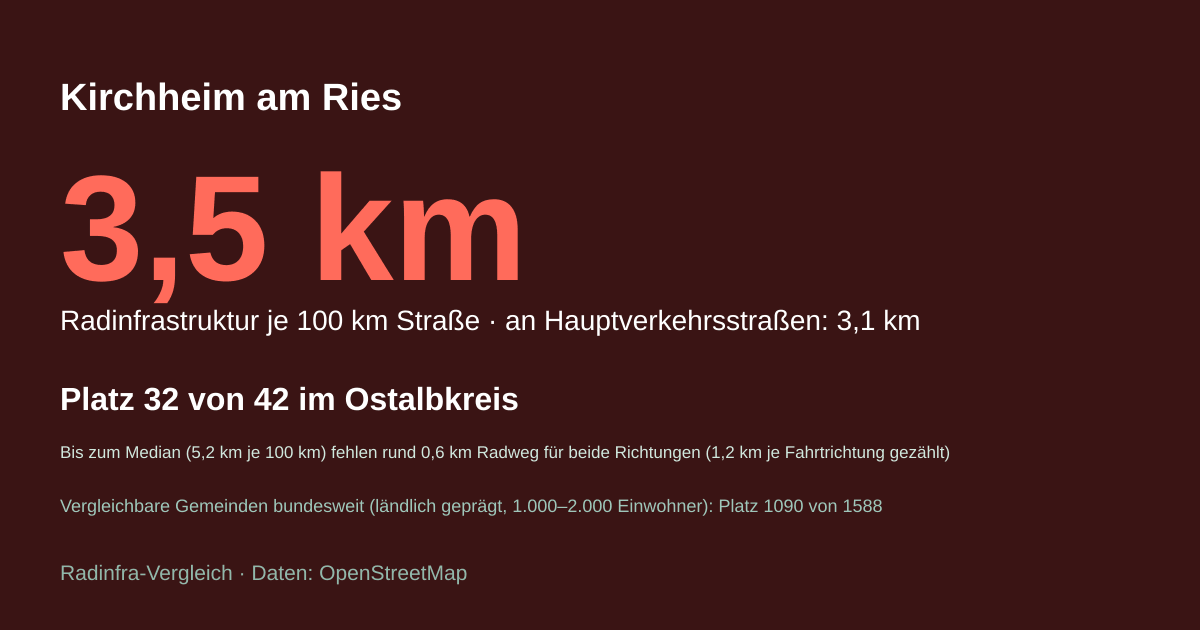 Kirchheim am Ries
3,5 km
Radinfrastruktur je 100 km Straße · an Hauptverkehrsstraßen: 3,1 km
Platz 32 von 42 im Ostalbkreis
Bis zum Median (5,2 km je 100 km) fehlen rund 0,6 km Radweg für beide Richtungen (1,2 km je Fahrtrichtung gezählt)
Vergleichbare Gemeinden bundesweit (ländlich geprägt, 1.000–2.000 Einwohner): Platz 1090 von 1588
Radinfra-Vergleich · Daten: OpenStreetMap